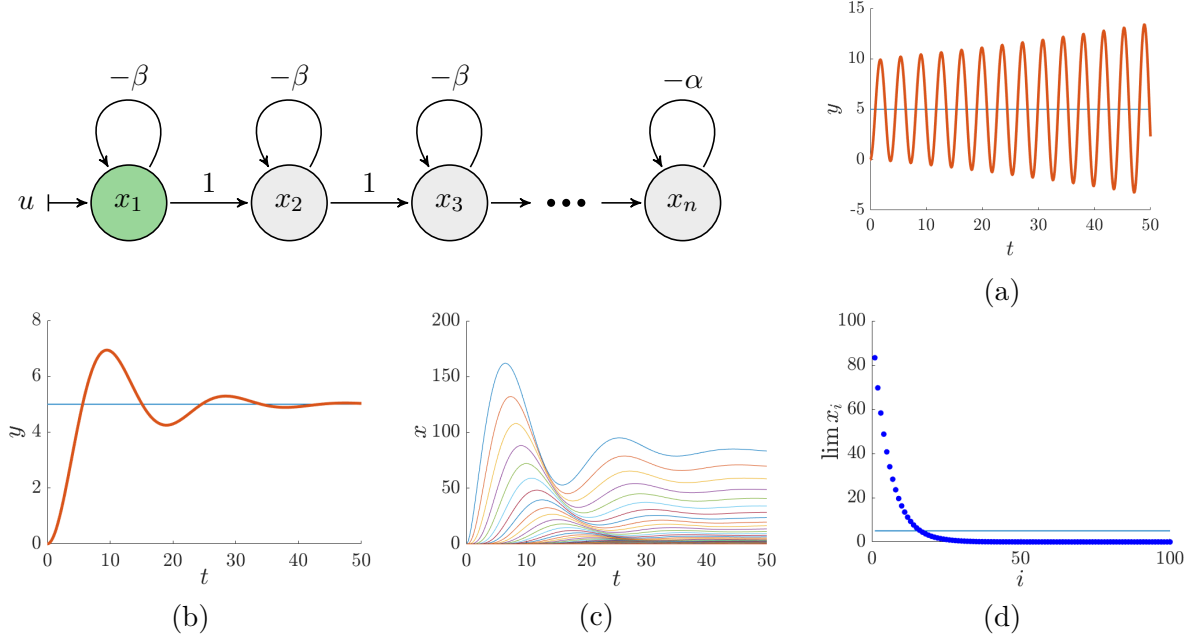 −β −β −β −α
u x₁ 1 x₂ 1 x₃ ••• xₙ
15
10
5
0
-5
y
0 10 20 30 40 50
t
(a)
8
6
4
2
0
y
0 10 20 30 40 50
t
(b)
200
150
100
50
0
x
0 10 20 30 40 50
t
(c)
100
80
60
40
20
0
lim xᵢ
0 50 100
i
(d)